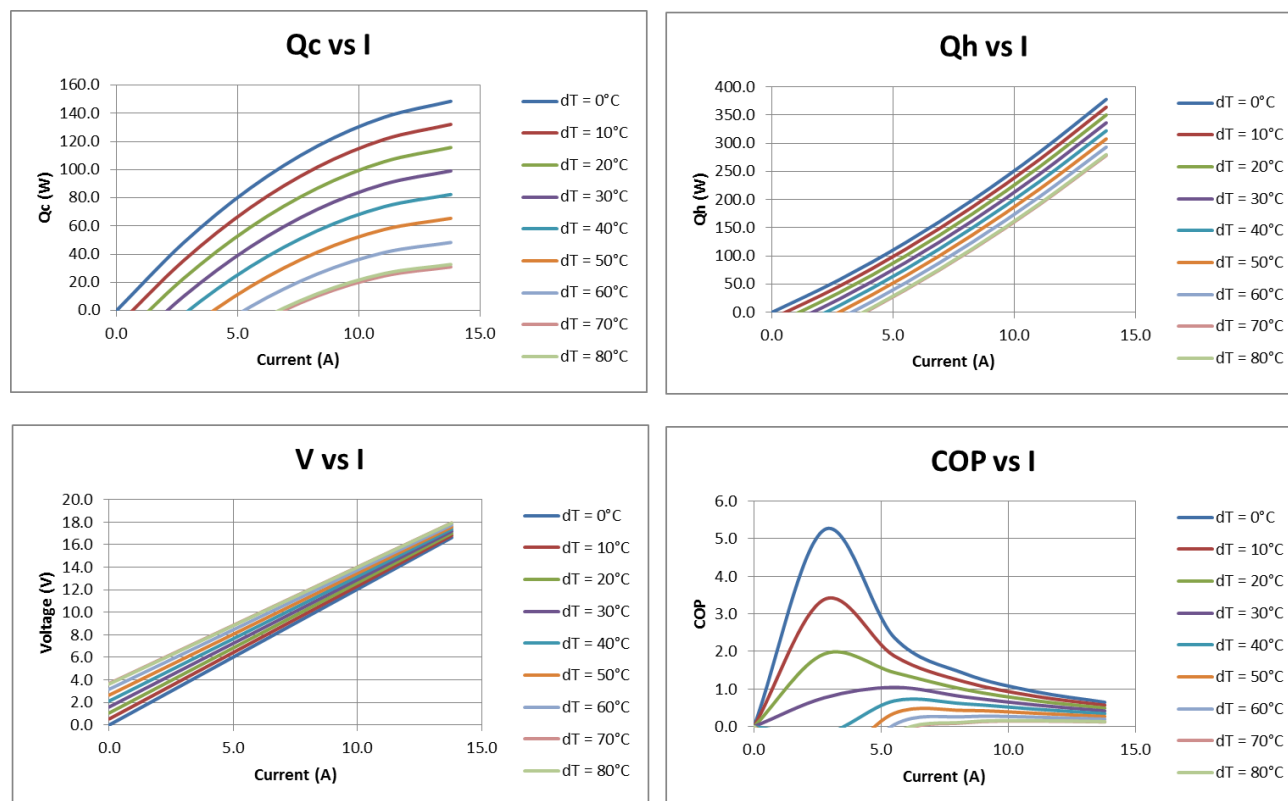 Qc vs I
160.0
140.0
120.0
100.0
80.0
60.0
40.0
20.0
0.0
Qc (W)
0.0 5.0 10.0 15.0
Current (A)
dT = 0°C
dT = 10°C
dT = 20°C
dT = 30°C
dT = 40°C
dT = 50°C
dT = 60°C
dT = 70°C
dT = 80°C
Qh vs I
400.0
350.0
300.0
250.0
200.0
150.0
100.0
50.0
0.0
Qh (W)
0.0 5.0 10.0 15.0
Current (A)
dT = 0°C
dT = 10°C
dT = 20°C
dT = 30°C
dT = 40°C
dT = 50°C
dT = 60°C
dT = 70°C
dT = 80°C
V vs I
20.0
18.0
16.0
14.0
12.0
10.0
8.0
6.0
4.0
2.0
0.0
Voltage (V)
0.0 5.0 10.0 15.0
Current (A)
dT = 0°C
dT = 10°C
dT = 20°C
dT = 30°C
dT = 40°C
dT = 50°C
dT = 60°C
dT = 70°C
dT = 80°C
COP vs I
6.0
5.0
4.0
3.0
2.0
1.0
0.0
COP
0.0 5.0 10.0 15.0
Current (A)
dT = 0°C
dT = 10°C
dT = 20°C
dT = 30°C
dT = 40°C
dT = 50°C
dT = 60°C
dT = 70°C
dT = 80°C